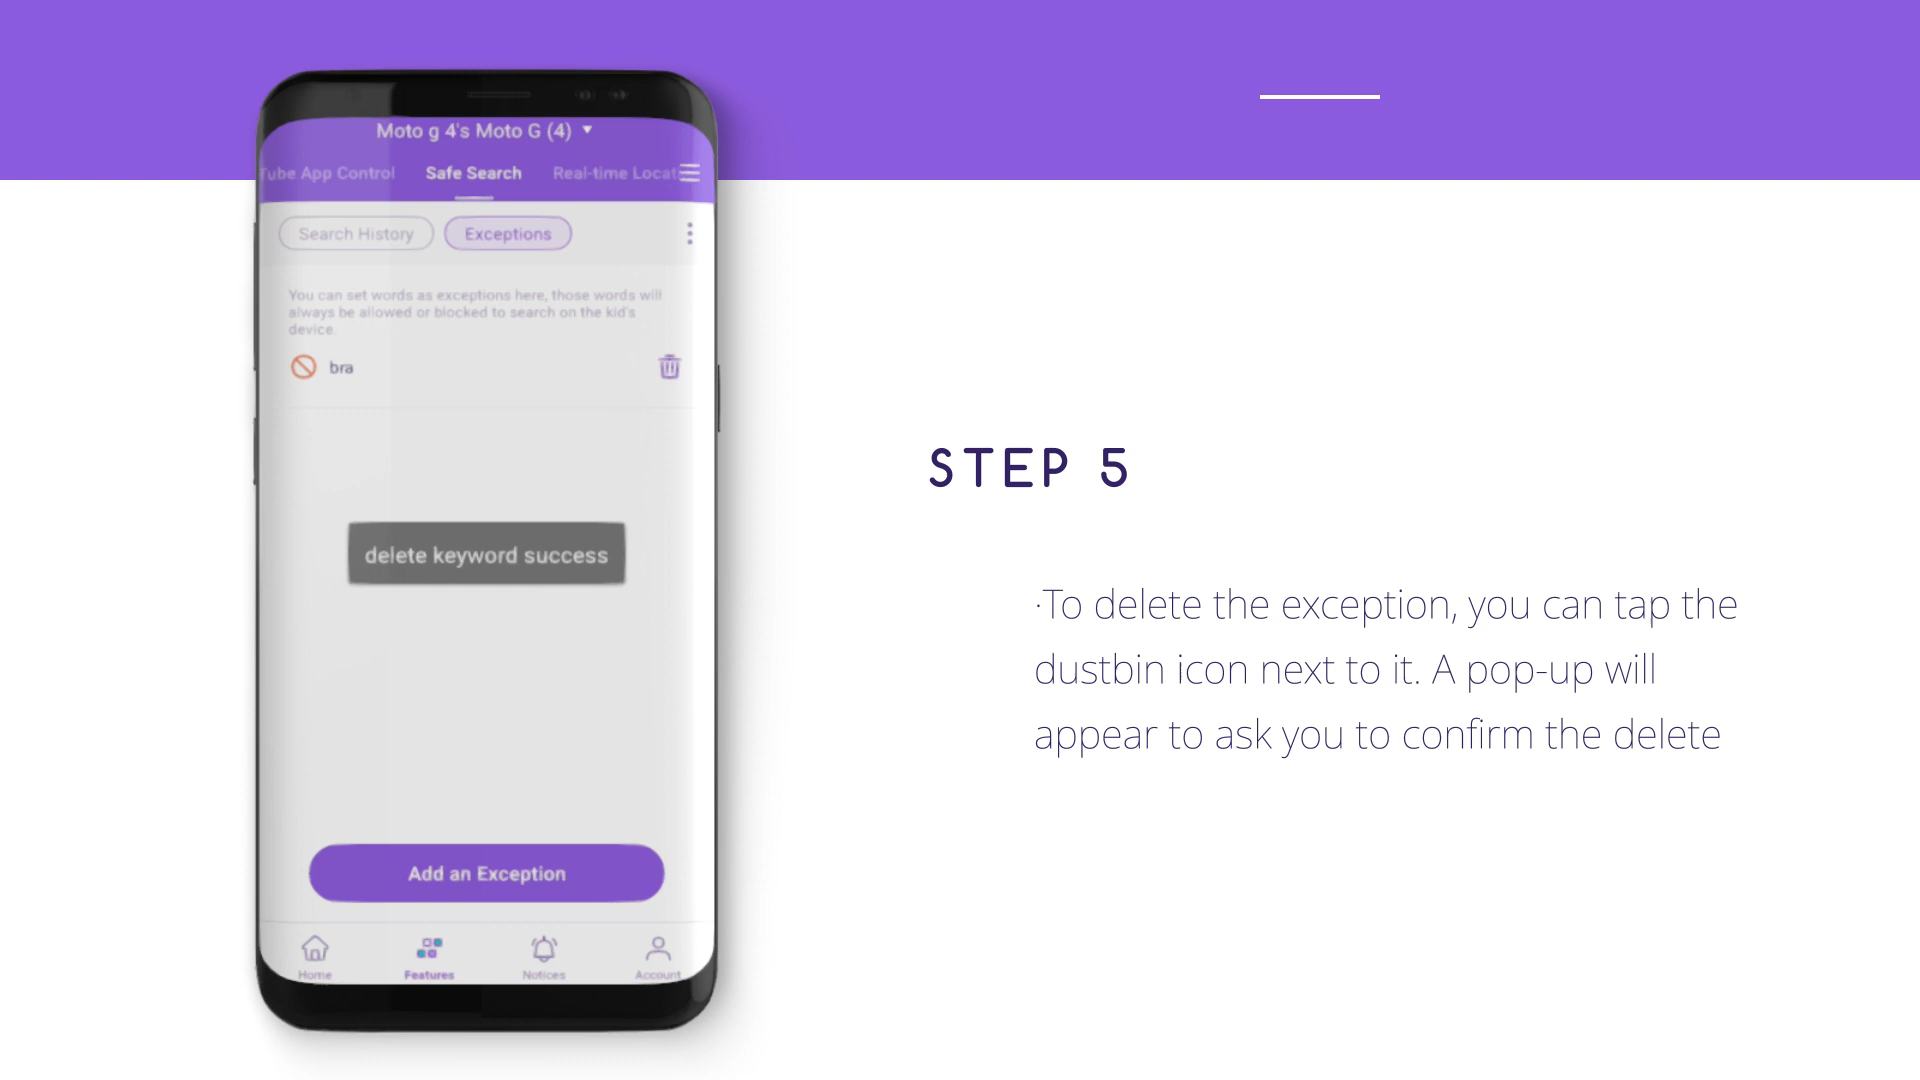 Moto g 4's Moto G (4)
Tube App Control Safe Search Real-time Locat
Search History Exceptions
You can set words as exceptions here, those words will
always be allowed or blocked to search on the kid's
device.
bra
delete keyword success
Add an Exception
Home Features Notices Account
STEP 5
·To delete the exception, you can tap the
dustbin icon next to it. A pop-up will
appear to ask you to confirm the delete